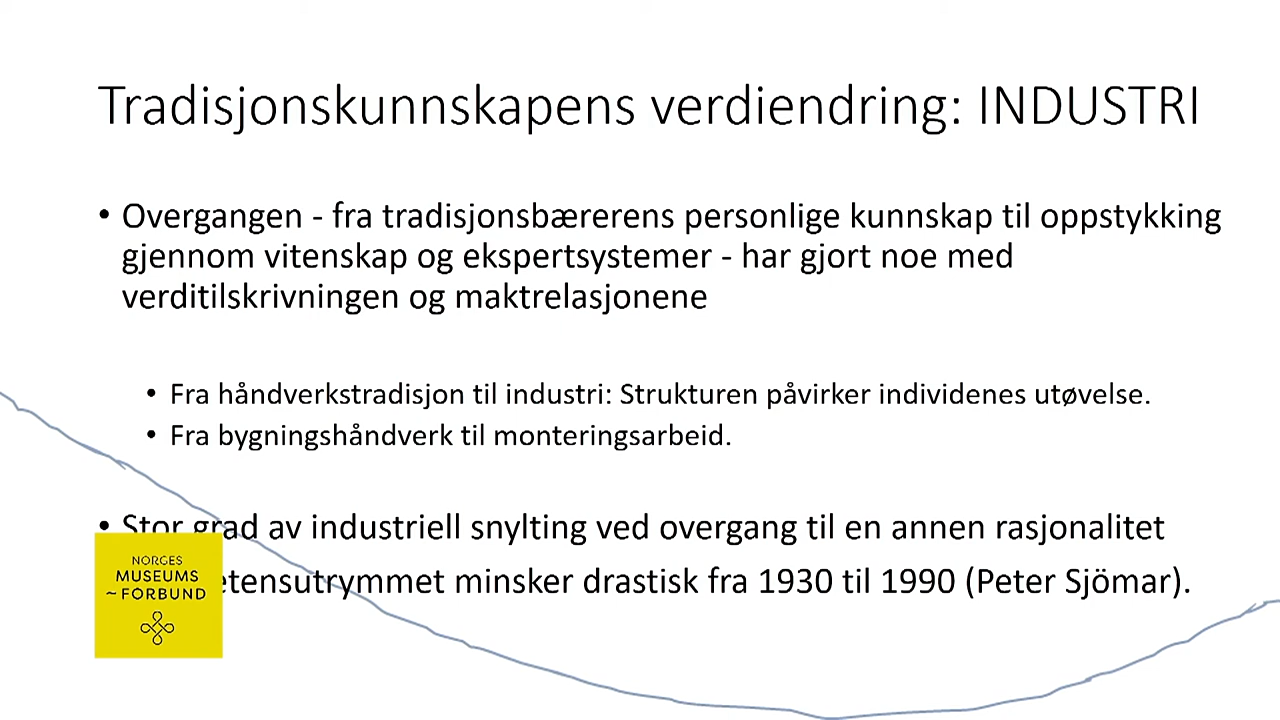 Tradisjonskunnskapens verdiendring: INDUSTRI
• Overgangen - fra tradisjonsbærerens personlige kunnskap til oppstykking
gjennom vitenskap og ekspertsystemer - har gjort noe med
verditilskrivningen og maktrelasjonene
• Fra håndverkstradisjon til industri: Strukturen påvirker individenes utøvelse.
• Fra bygningshåndverk til monteringsarbeid.
• Stor grad av industriell snylting ved overgang til en annen rasjonalitet
minsker drastisk fra 1930 til 1990 (Peter Sjömar).
NORGES
MUSEUMS
~FORBUND